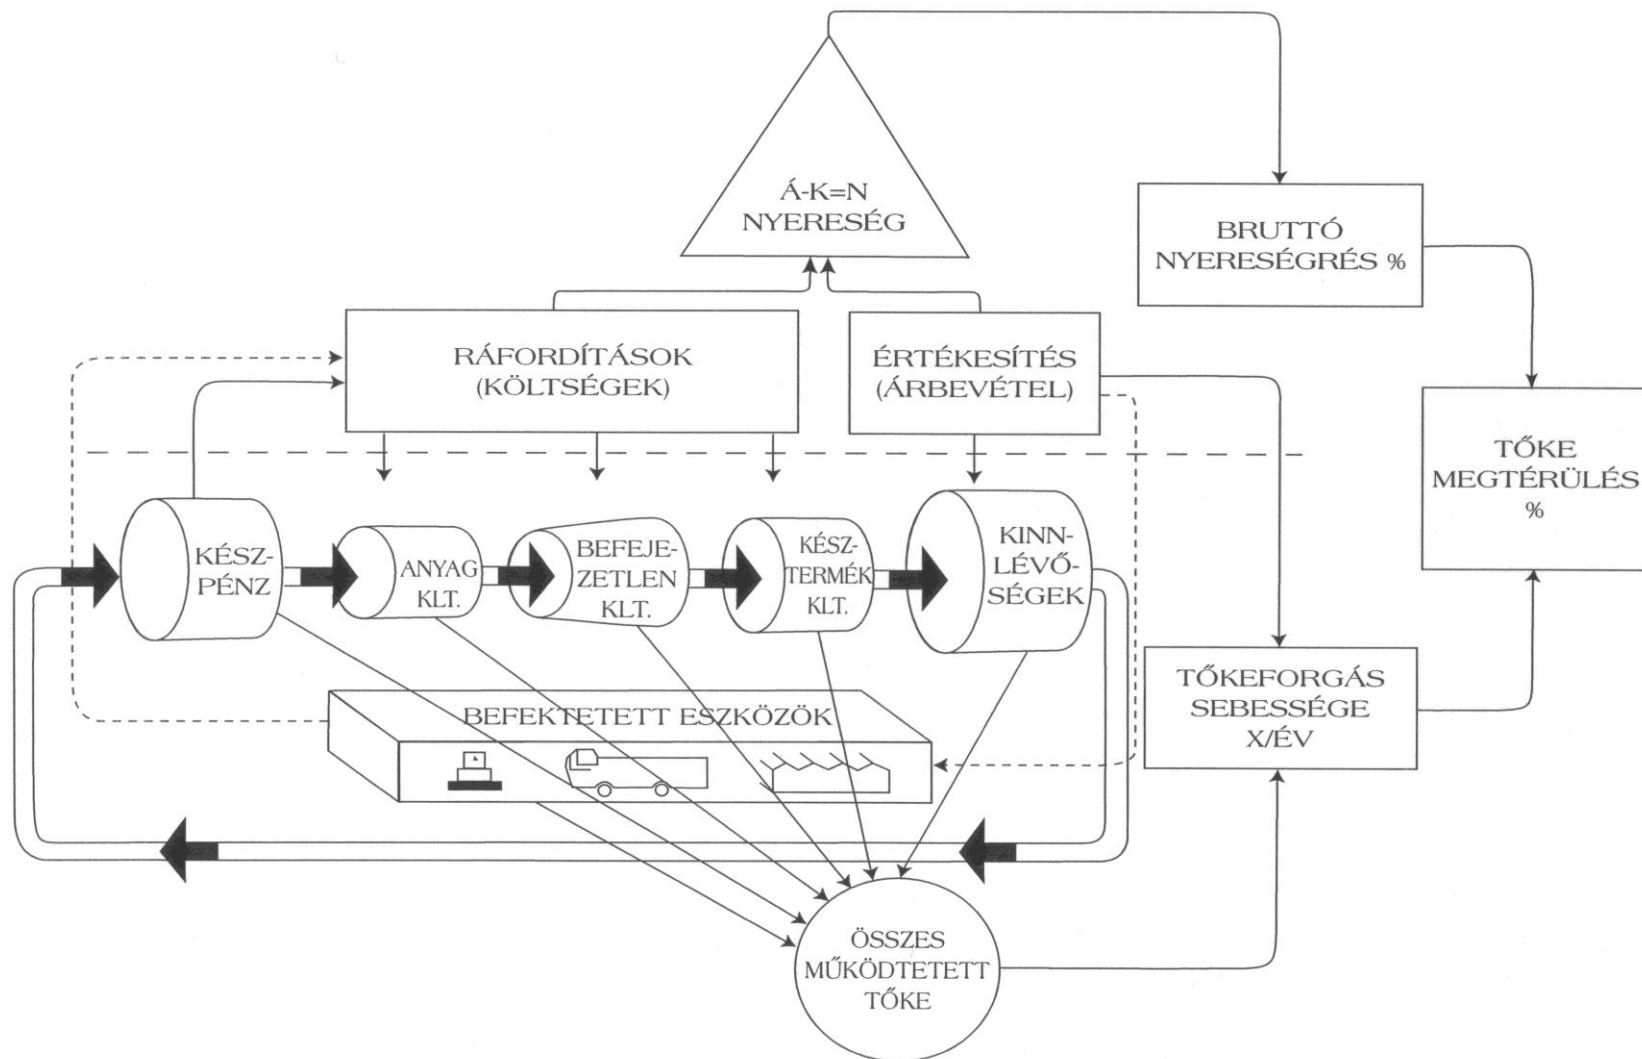 Á-K=N
NYERESÉG
BRUTTÓ
NYERESÉGRÉS %
RÁFORDÍTÁSOK
(KÖLTSÉGEK)
ÉRTÉKESÍTÉS
(ÁRBEVÉTEL)
TŐKE
MEGTÉRÜLÉS
%
KÉSZ-
PÉNZ
ANYAG
KLT.
BEFEJE-
ZETLEN
KLT.
KÉSZ-
TERMÉK
KLT.
KINN-
LÉVŐ-
SÉGEK
TŐKEFORGÁS
SEBESSÉGE
X/ÉV
BEFEKTETETT ESZKÖZÖK
ÖSSZES
MŰKÖDTETETT
TŐKE